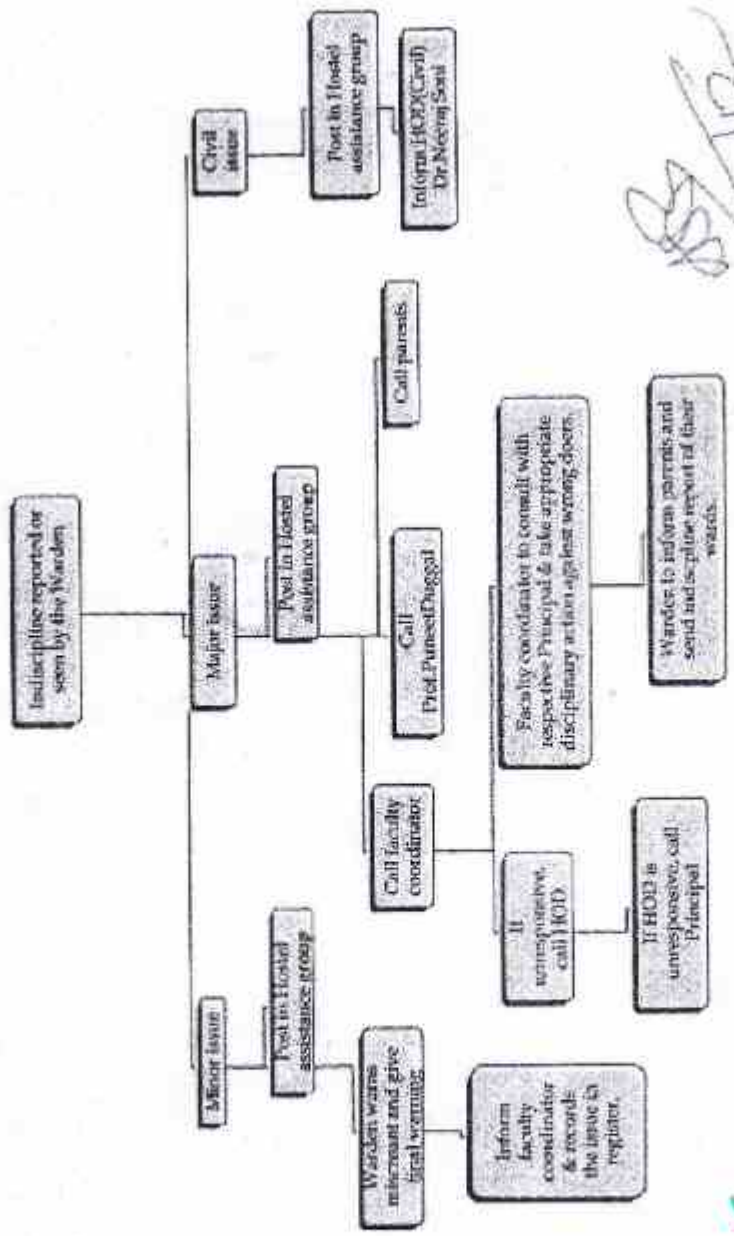 Indiscipline reported or
seen by the Warden
Minor issue
Post in Hostel
assistance group
Warden warns
miscreant and give
final warning
Inform
faculty
coordinator
& records
the issue in
register.
Major issue
Post in Hostel
assistance group
Call faculty
coordinator
If
unresponsive,
call HOD.
If HOD is
unresponsive, call
Principal
Faculty coordinator to consult with
respective Principal & take appropriate
disciplinary action against wrong doers.
Warden to inform parents and
send indiscipline report of their
wards.
Call
Prof.PuneetDuggal
Call parents
Civil
issue
Post in Hostel
assistance group
Inform HOD(Civil)
Dr.Neeraj Soni